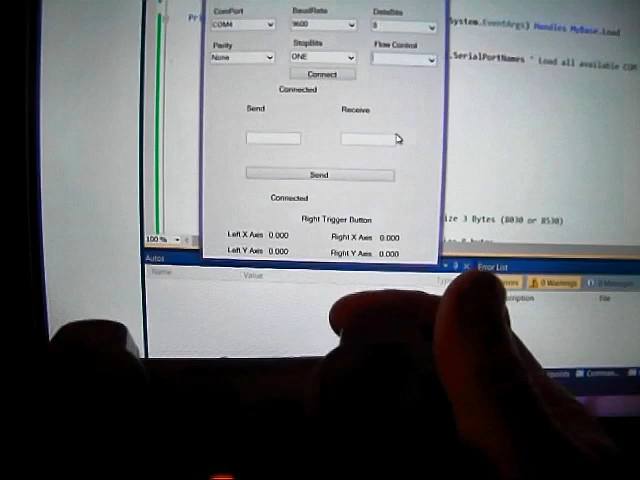 ComPort BaudRate DataBits
COM4 9600 8
Parity StopBits Flow Control
None ONE
Connect
Connected
Send Receive
Send
Connected
Right Trigger Button
Left X Axis 0.000 Right X Axis 0.000
Left Y Axis 0.000 Right Y Axis 0.000
System.EventArgs) Handles MyBase.Load
.SerialPortNames ' Load all available COM
ize 3 Bytes (8030 or 8530)
100 %
Autos
Name Value
Error List
0 Warnings
File